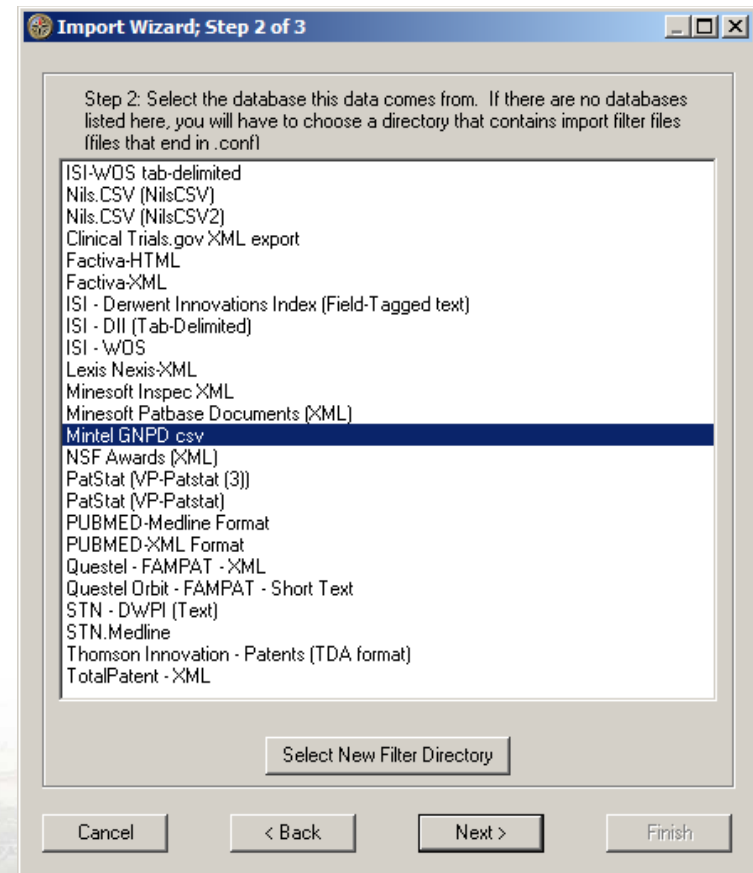 Import Wizard; Step 2 of 3
Step 2: Select the database this data comes from. If there are no databases
listed here, you will have to choose a directory that contains import filter files
(files that end in .conf)
ISI-WOS tab-delimited
Nils.CSV (NilsCSV)
Nils.CSV (NilsCSV2)
Clinical Trials.gov XML export
Factiva-HTML
Factiva-XML
ISI - Derwent Innovations Index (Field-Tagged text)
ISI - DII (Tab-Delimited)
ISI - WOS
Lexis Nexis-XML
Minesoft Inspec XML
Minesoft Patbase Documents (XML)
Mintel GNPD csv
NSF Awards (XML)
PatStat (VP-Patstat (3))
PatStat (VP-Patstat)
PUBMED-Medline Format
PUBMED-XML Format
Questel - FAMPAT - XML
Questel Orbit - FAMPAT - Short Text
STN - DWPI (Text)
STN.Medline
Thomson Innovation - Patents (TDA format)
TotalPatent - XML
Select New Filter Directory
Cancel
< Back
Next >
Finish